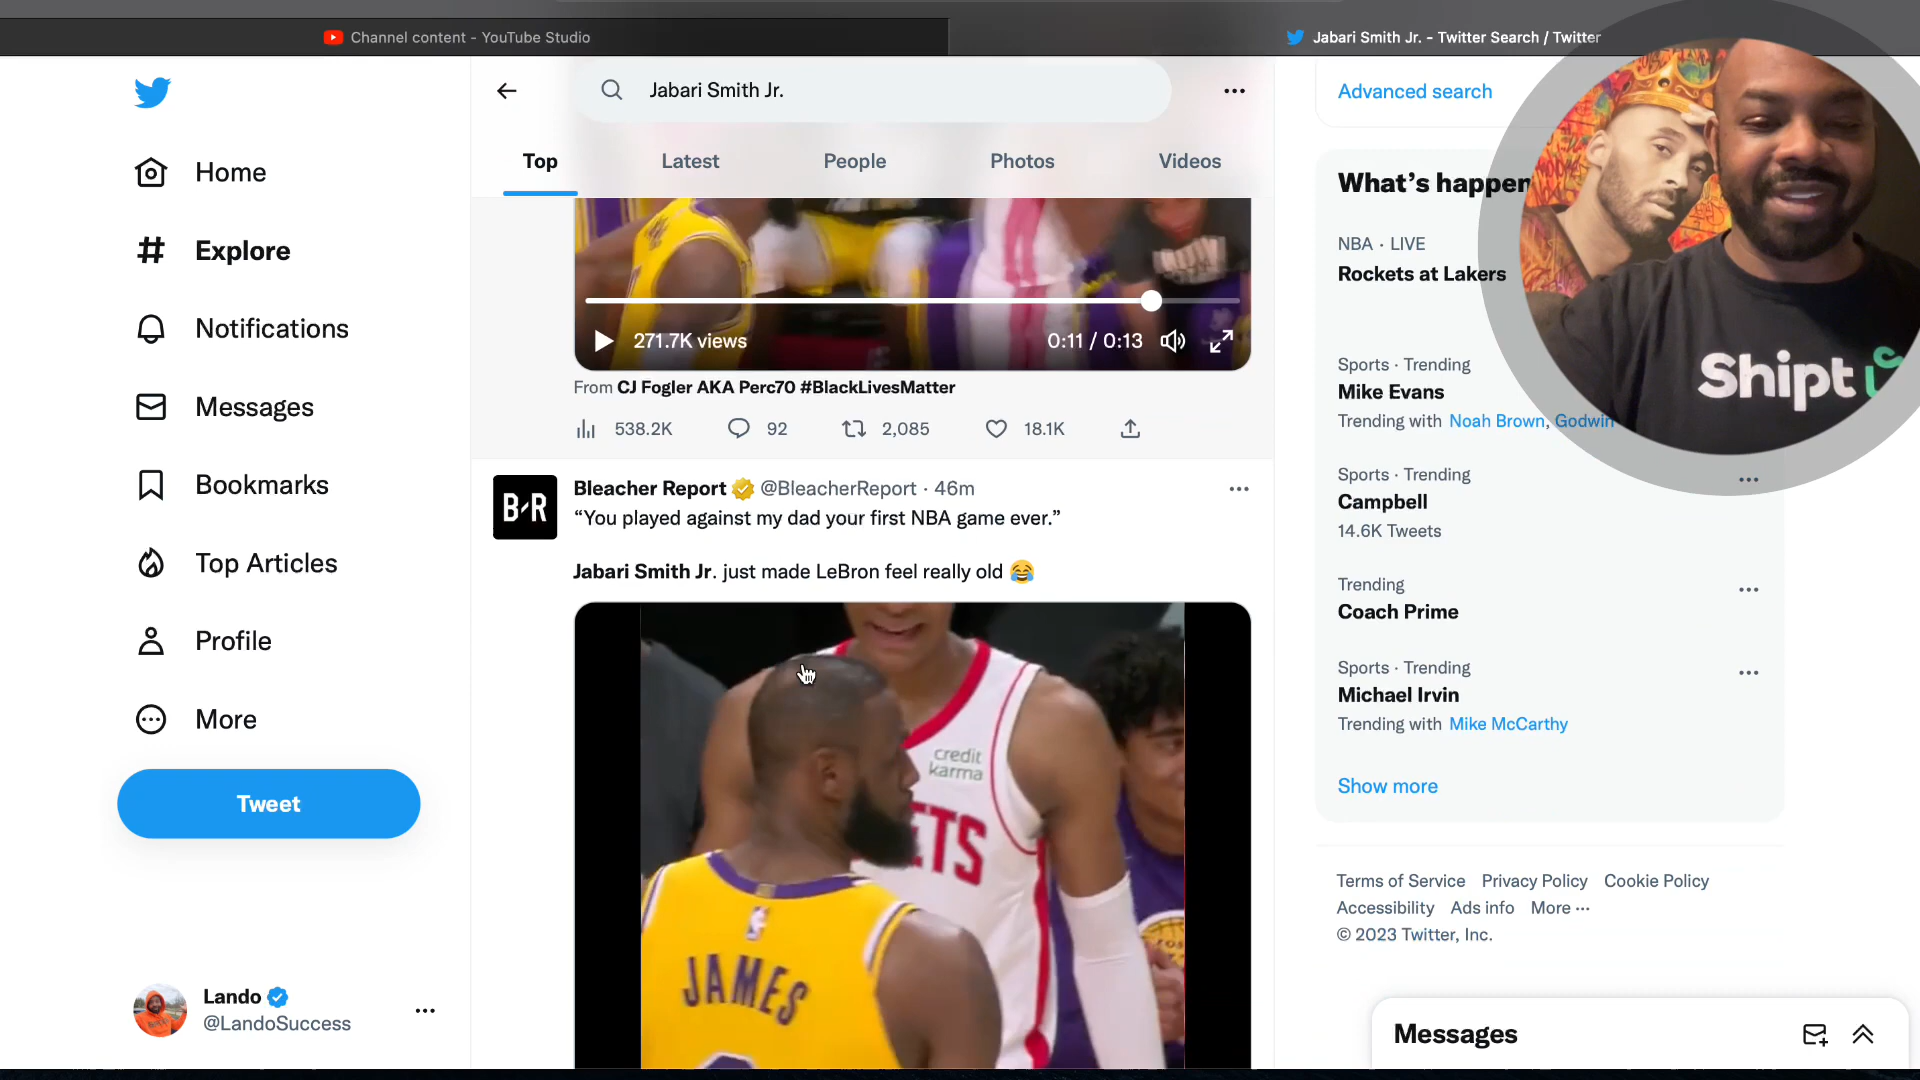 Channel content - YouTube Studio
Jabari Smith Jr. - Twitter Search / Twitter
Jabari Smith Jr.
Advanced search
Home
Explore
Notifications
Messages
Bookmarks
Top Articles
Profile
More
Tweet
Lando
@LandoSuccess
Top
Latest
People
Photos
Videos
271.7K views
0:11 / 0:13
From CJ Fogler AKA Perc70 #BlackLivesMatter
538.2K
92
2,085
18.1K
B/R
Bleacher Report @BleacherReport · 46m
“You played against my dad your first NBA game ever.”
Jabari Smith Jr. just made LeBron feel really old 😂
credit
karma
ETS
JAMES
What’s happen
NBA · LIVE
Rockets at Lakers
Sports · Trending
Mike Evans
Trending with Noah Brown, Godwin
Sports · Trending
Campbell
14.6K Tweets
Trending
Coach Prime
Sports · Trending
Michael Irvin
Trending with Mike McCarthy
Show more
Terms of Service Privacy Policy Cookie Policy
Accessibility Ads info More ···
© 2023 Twitter, Inc.
Messages
Shipt